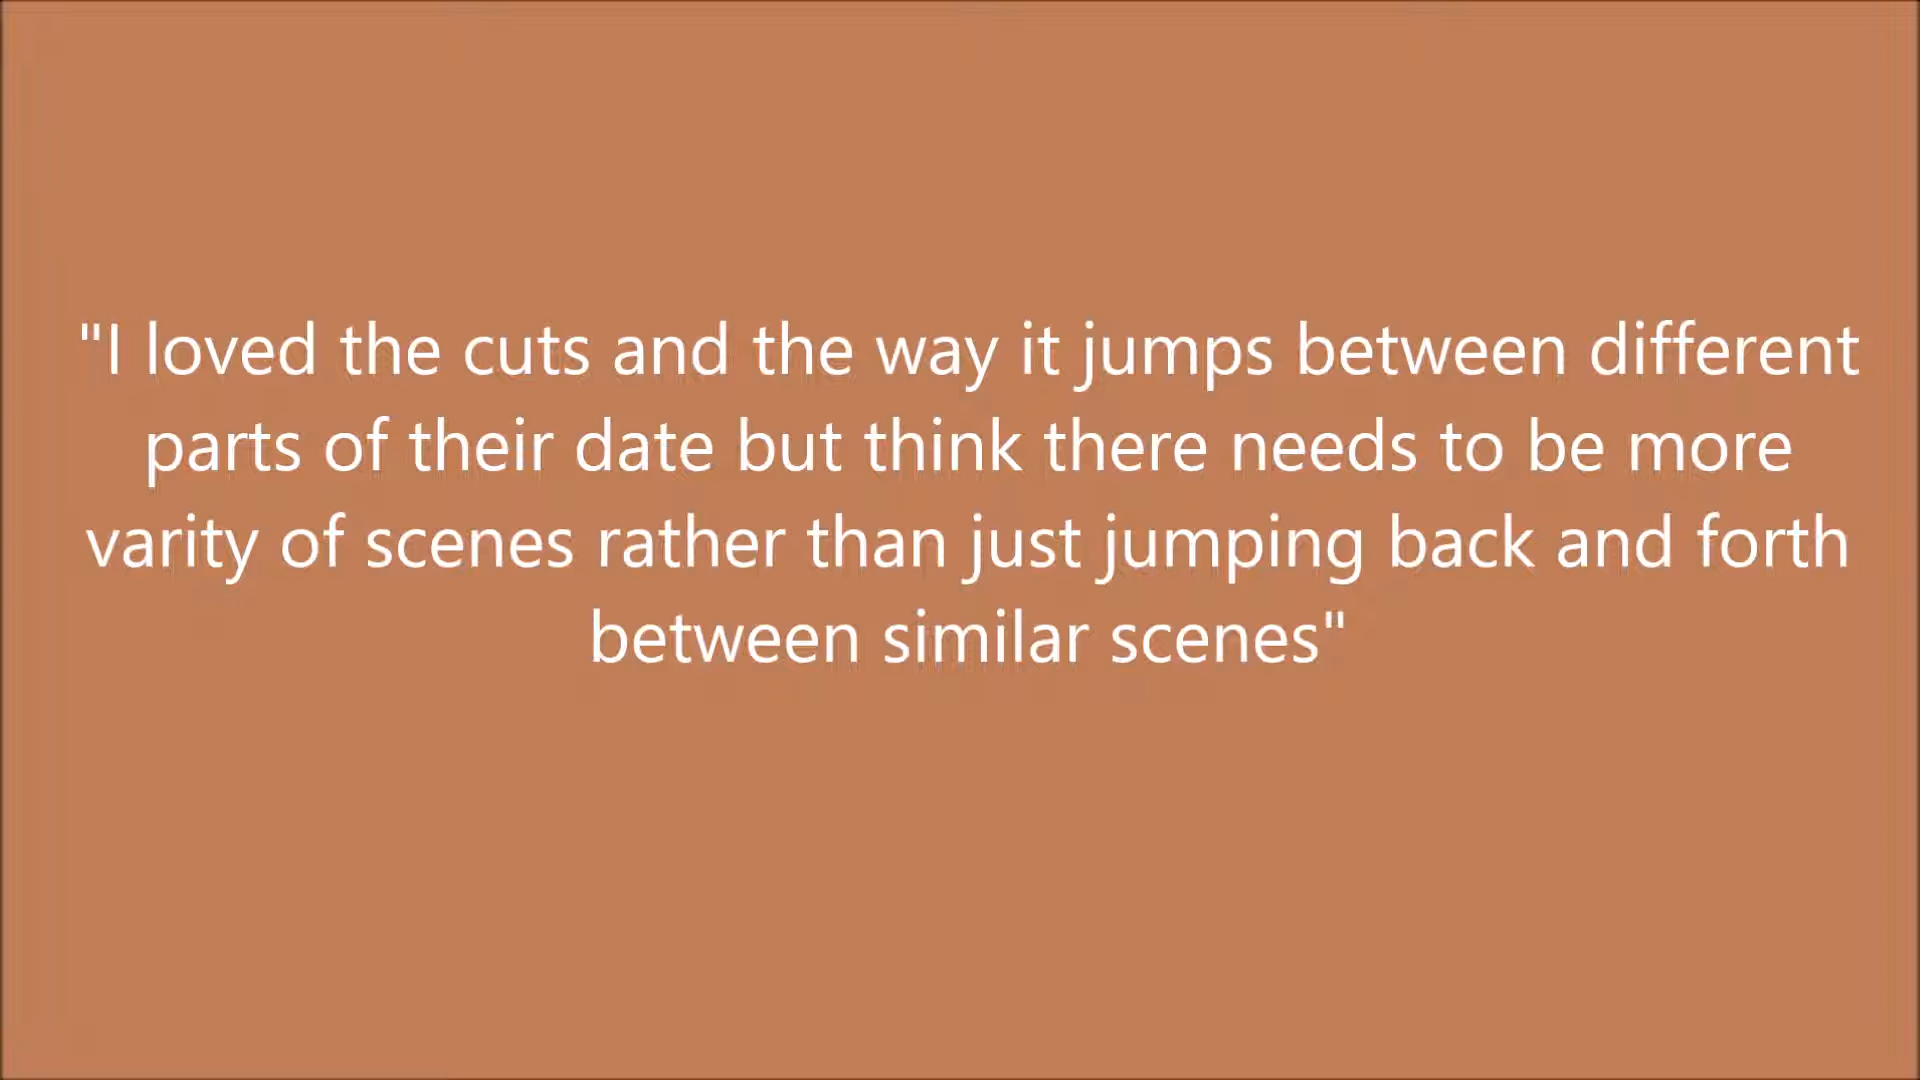 "I loved the cuts and the way it jumps between different
parts of their date but think there needs to be more
varity of scenes rather than just jumping back and forth
between similar scenes"